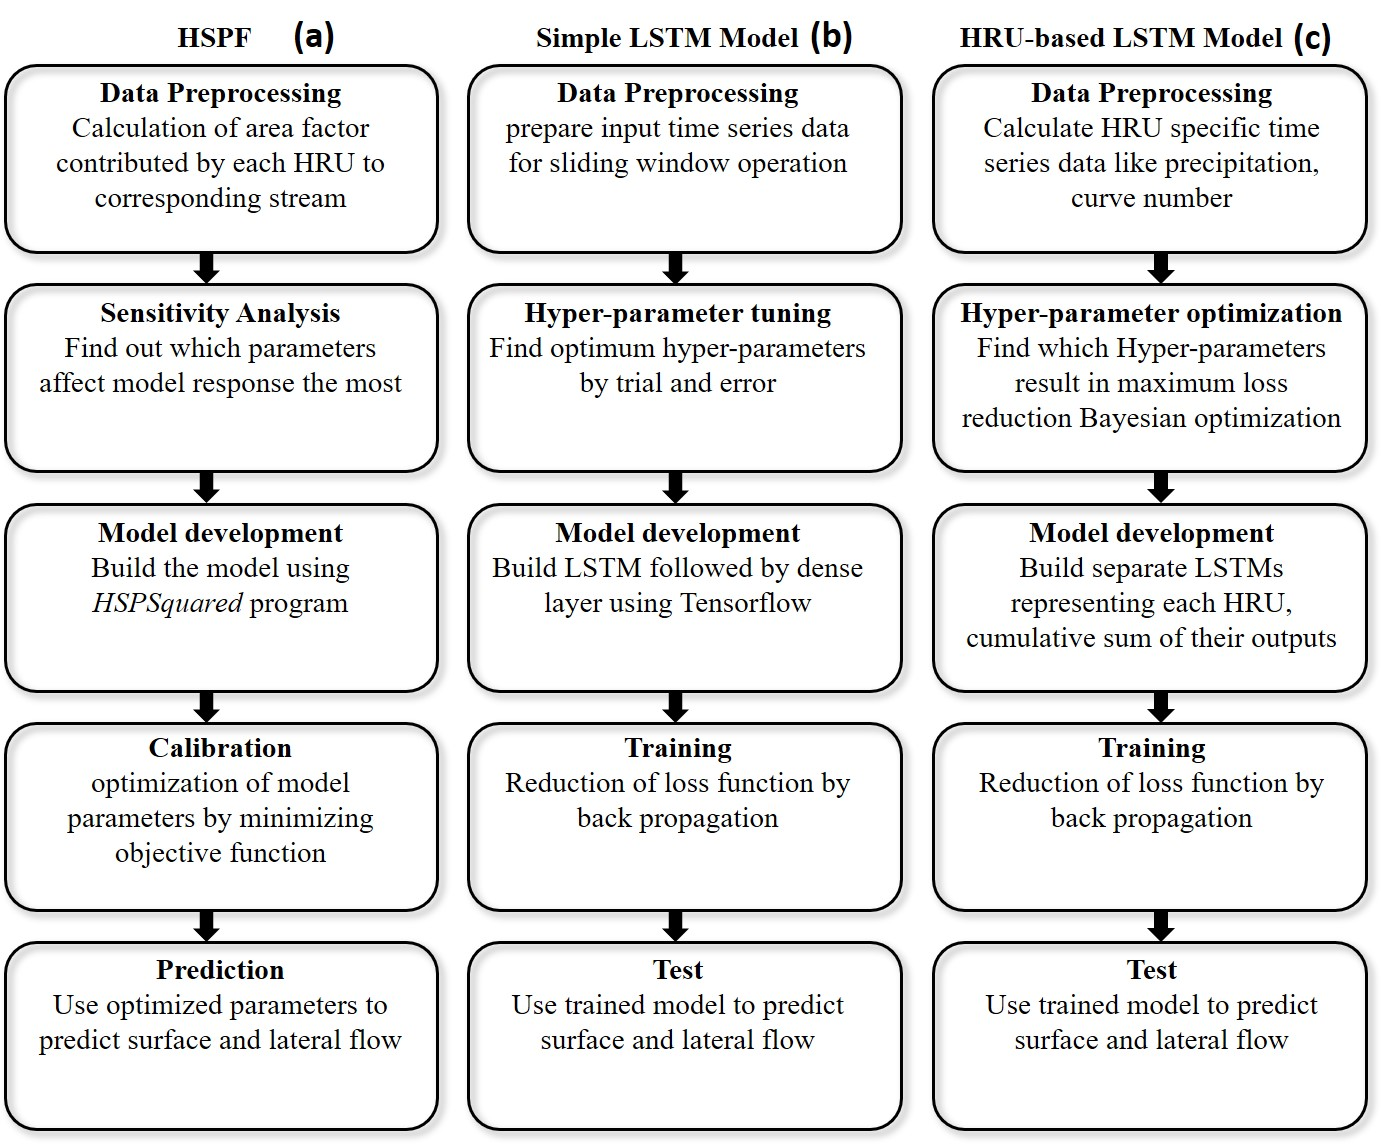 HSPF (a)
Data Preprocessing
Calculation of area factor
contributed by each HRU to
corresponding stream
Sensitivity Analysis
Find out which parameters
affect model response the most
Model development
Build the model using
HSPSquared program
Calibration
optimization of model
parameters by minimizing
objective function
Prediction
Use optimized parameters to
predict surface and lateral flow
Simple LSTM Model (b)
Data Preprocessing
prepare input time series data
for sliding window operation
Hyper-parameter tuning
Find optimum hyper-parameters
by trial and error
Model development
Build LSTM followed by dense
layer using Tensorflow
Training
Reduction of loss function by
back propagation
Test
Use trained model to predict
surface and lateral flow
HRU-based LSTM Model (c)
Data Preprocessing
Calculate HRU specific time
series data like precipitation,
curve number
Hyper-parameter optimization
Find which Hyper-parameters
result in maximum loss
reduction Bayesian optimization
Model development
Build separate LSTMs
representing each HRU,
cumulative sum of their outputs
Training
Reduction of loss function by
back propagation
Test
Use trained model to predict
surface and lateral flow